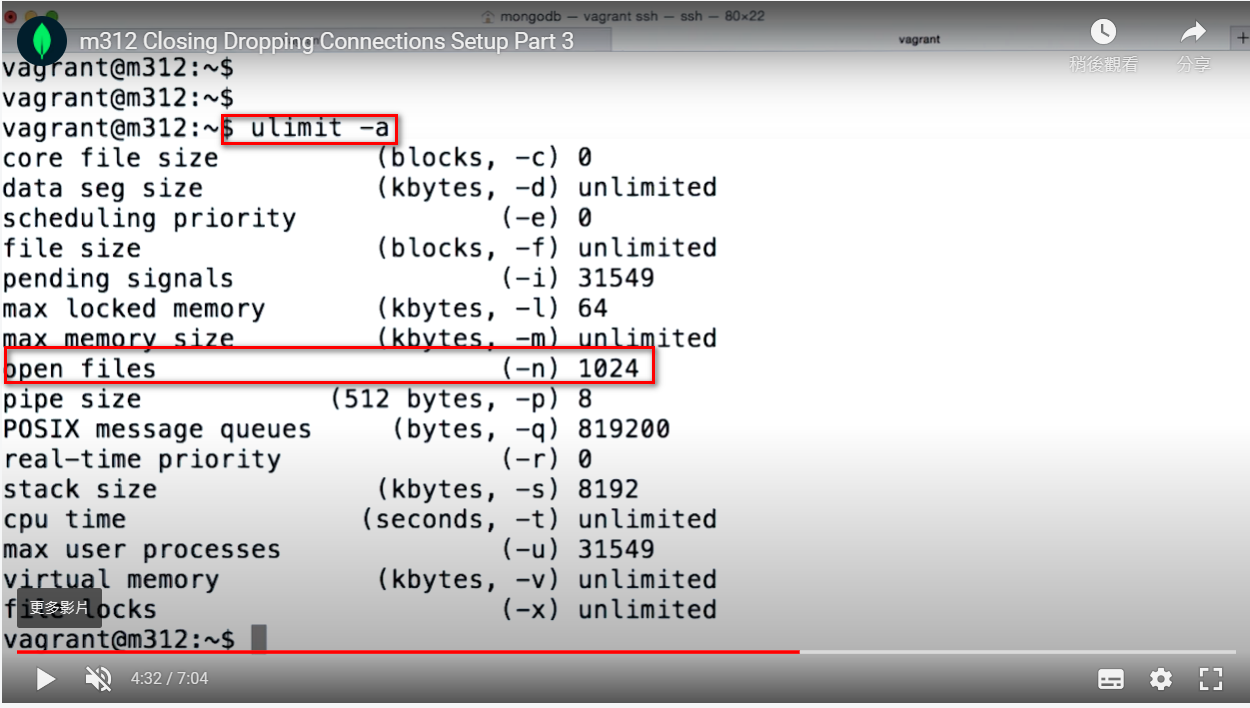 mongodb — vagrant ssh — ssh — 80×22
m312 Closing Dropping Connections Setup Part 3
vagrant
+
稍後觀看
分享
vagrant@m312:~$
vagrant@m312:~$
vagrant@m312:~$ ulimit -a
core file size          (blocks, -c) 0
data seg size           (kbytes, -d) unlimited
scheduling priority             (-e) 0
file size               (blocks, -f) unlimited
pending signals                 (-i) 31549
max locked memory       (kbytes, -l) 64
max memory size         (kbytes, -m) unlimited
open files                      (-n) 1024
pipe size            (512 bytes, -p) 8
POSIX message queues     (bytes, -q) 819200
real-time priority              (-r) 0
stack size              (kbytes, -s) 8192
cpu time               (seconds, -t) unlimited
max user processes              (-u) 31549
virtual memory          (kbytes, -v) unlimited
file locks                      (-x) unlimited
更多影片
vagrant@m312:~$
4:32 / 7:04